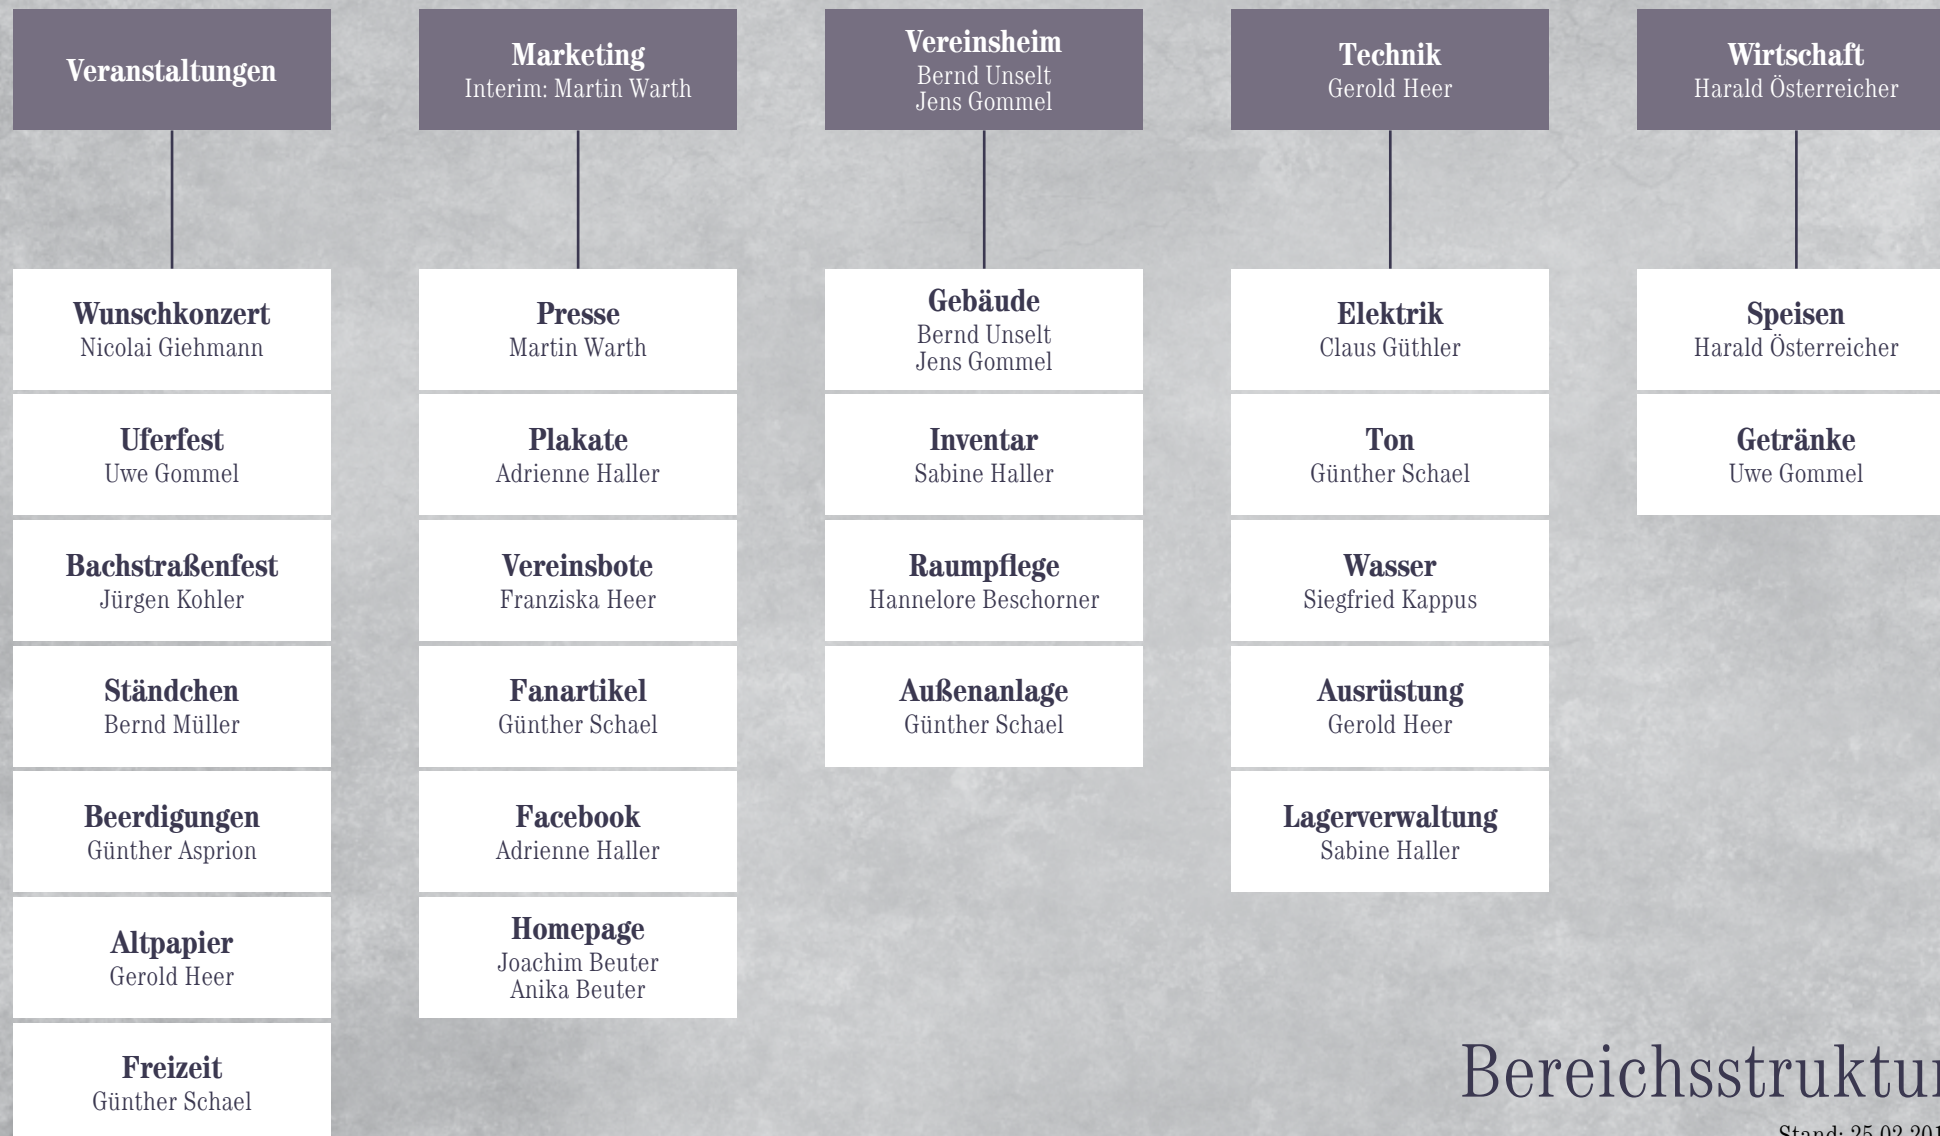 Veranstaltungen
Wunschkonzert
Nicolai Giehmann
Uferfest
Uwe Gommel
Bachstraßenfest
Jürgen Kohler
Ständchen
Bernd Müller
Beerdigungen
Günther Asprion
Altpapier
Gerold Heer
Freizeit
Günther Schael
Marketing
Interim: Martin Warth
Presse
Martin Warth
Plakate
Adrienne Haller
Vereinsbote
Franziska Heer
Fanartikel
Günther Schael
Facebook
Adrienne Haller
Homepage
Joachim Beuter
Anika Beuter
Vereinsheim
Bernd Unselt
Jens Gommel
Gebäude
Bernd Unselt
Jens Gommel
Inventar
Sabine Haller
Raumpflege
Hannelore Beschorner
Außenanlage
Günther Schael
Technik
Gerold Heer
Elektrik
Claus Güthler
Ton
Günther Schael
Wasser
Siegfried Kappus
Ausrüstung
Gerold Heer
Lagerverwaltung
Sabine Haller
Wirtschaft
Harald Österreicher
Speisen
Harald Österreicher
Getränke
Uwe Gommel
Bereichsstruktur
Stand: